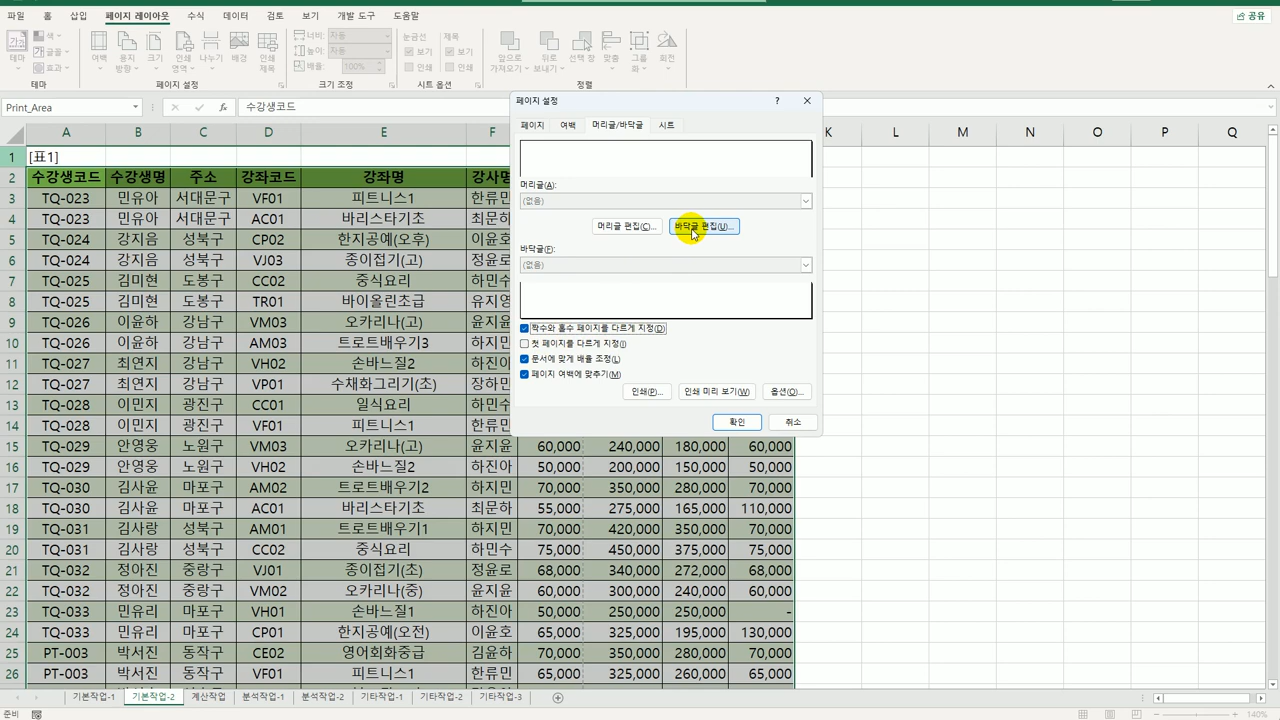 파일 홈 삽입 페이지 레이아웃 수식 데이터 검토 보기 개발 도구 도움말 공유
가가 색 글꼴 효과 테마
여백 용지 방향 크기 인쇄 영역 나누기 배경 인쇄 제목
너비: 자동 높이: 자동 배율: 100%
눈금선 제목 보기 보기 인쇄 인쇄
앞으로 가져오기 뒤로 보내기 선택 창 맞춤 그룹화 회전
테마 페이지 설정 크기 조정 시트 옵션 정렬
Print_Area fx 수강생코드
A B C D E F K L M N O P Q
1 [표1]
2 수강생코드 수강생명 주소 강좌코드 강좌명 강사명
3 TQ-023 민유아 서대문구 VF01 피트니스1 한류민
4 TQ-023 민유아 서대문구 AC01 바리스타기초 최문하
5 TQ-024 강지음 성북구 CP02 한지공예(오후) 이윤호
6 TQ-024 강지음 성북구 VJ03 종이접기(고) 정윤로
7 TQ-025 김미현 도봉구 CC02 중식요리 하민수
8 TQ-025 김미현 도봉구 TR01 바이올린초급 유지영
9 TQ-026 이윤하 강남구 VM03 오카리나(고) 윤지윤
10 TQ-026 이윤하 강남구 AM03 트로트배우기3 하지민
11 TQ-027 최연지 강남구 VH02 손바느질2 하진아
12 TQ-027 최연지 강남구 VP01 수채화그리기(초) 장하민
13 TQ-028 이민지 광진구 CC01 일식요리 하민수
14 TQ-028 이민지 광진구 VF01 피트니스1 한류민
15 TQ-029 안영웅 노원구 VM03 오카리나(고) 윤지윤 60,000 240,000 180,000 60,000
16 TQ-029 안영웅 노원구 VH02 손바느질2 하진아 50,000 200,000 150,000 50,000
17 TQ-030 김사윤 마포구 AM02 트로트배우기2 하지민 70,000 350,000 280,000 70,000
18 TQ-030 김사윤 마포구 AC01 바리스타기초 최문하 55,000 275,000 165,000 110,000
19 TQ-031 김사랑 성북구 AM01 트로트배우기1 하지민 70,000 420,000 350,000 70,000
20 TQ-031 김사랑 성북구 CC02 중식요리 하민수 75,000 450,000 375,000 75,000
21 TQ-032 정아진 중랑구 VJ01 종이접기(초) 정윤로 68,000 340,000 272,000 68,000
22 TQ-032 정아진 중랑구 VM02 오카리나(중) 윤지윤 60,000 300,000 240,000 60,000
23 TQ-033 민유리 마포구 VH01 손바느질1 하진아 50,000 250,000 250,000 -
24 TQ-033 민유리 마포구 CP01 한지공예(오전) 이윤호 65,000 325,000 195,000 130,000
25 PT-003 박서진 동작구 CE02 영어회화중급 김윤하 70,000 350,000 280,000 70,000
26 PT-003 박서진 동작구 VF01 피트니스1 한류민 65,000 325,000 260,000 65,000
페이지 설정 ? ×
페이지 여백 머리글/바닥글 시트
머리글(A):
(없음)
머리글 편집(C)... 바닥글 편집(U)...
바닥글(F):
(없음)
짝수와 홀수 페이지를 다르게 지정(D)
첫 페이지를 다르게 지정(I)
문서에 맞게 배율 조정(L)
페이지 여백에 맞추기(M)
인쇄(P)... 인쇄 미리 보기(W) 옵션(O)...
확인 취소
기본작업-1 기본작업-2 계산작업 분석작업-1 분석작업-2 기타작업-1 기타작업-2 기타작업-3
준비 140%